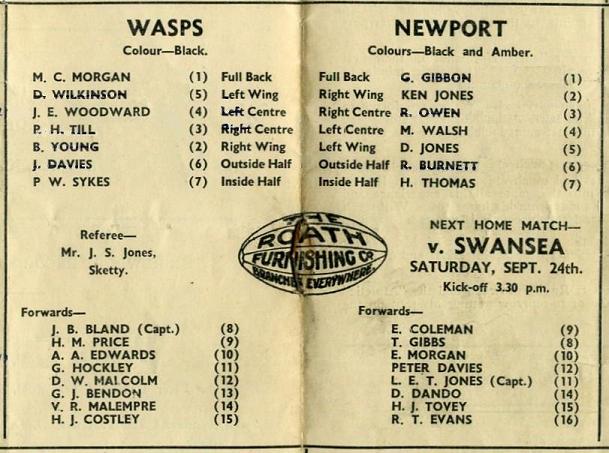 WASPS
Colour—Black.
M. C. MORGAN (1) Full Back
D. WILKINSON (5) Left Wing
J. E. WOODWARD (4) Left Centre
P. H. TILL (3) Right Centre
B. YOUNG (2) Right Wing
J. DAVIES (6) Outside Half
P W. SYKES (7) Inside Half
Referee—
Mr. J. S. Jones,
Sketty.
Forwards—
J. B. BLAND (Capt.) (8)
H. M. PRICE (9)
A. A. EDWARDS (10)
G. HOCKLEY (11)
D. W. MALCOLM (12)
G. J. BENDON (13)
V. R. MALEMPRE (14)
H. J. COSTLEY (15)
THE
ROATH
FURNISHING CO
BRANCHES EVERYWHERE
NEWPORT
Colours—Black and Amber.
Full Back G. GIBBON (1)
Right Wing KEN JONES (2)
Right Centre R. OWEN (3)
Left Centre M. WALSH (4)
Left Wing D. JONES (5)
Outside Half R. BURNETT (6)
Inside Half H. THOMAS (7)
NEXT HOME MATCH—
v. SWANSEA
SATURDAY, SEPT. 24th.
Kick-off 3.30 p.m.
Forwards—
E. COLEMAN (9)
T. GIBBS (8)
E. MORGAN (10)
PETER DAVIES (12)
L. E. T. JONES (Capt.) (11)
D. DANDO (14)
H. J. TOVEY (15)
R. T. EVANS (16)